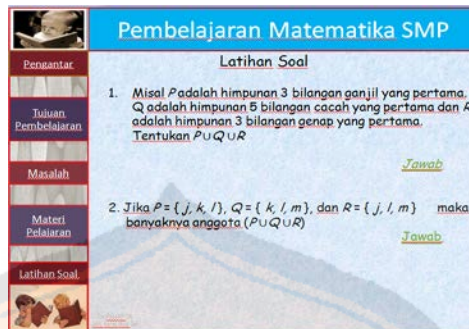 Pembelajaran Matematika SMP
Pengantar
Tujuan
Pembelajaran
Masalah
Materi
Pelajaran
Latihan Soal
Latihan Soal
1. Misal P adalah himpunan 3 bilangan ganjil yang pertama.
Q adalah himpunan 5 bilangan cacah yang pertama dan R
adalah himpunan 3 bilangan genap yang pertama.
Tentukan P∪Q∪R
Jawab
2. Jika P = { j, k, l }, Q = { k, l, m }, dan R = { j, l, m } maka
banyaknya anggota (P∪Q∪R)
Jawab